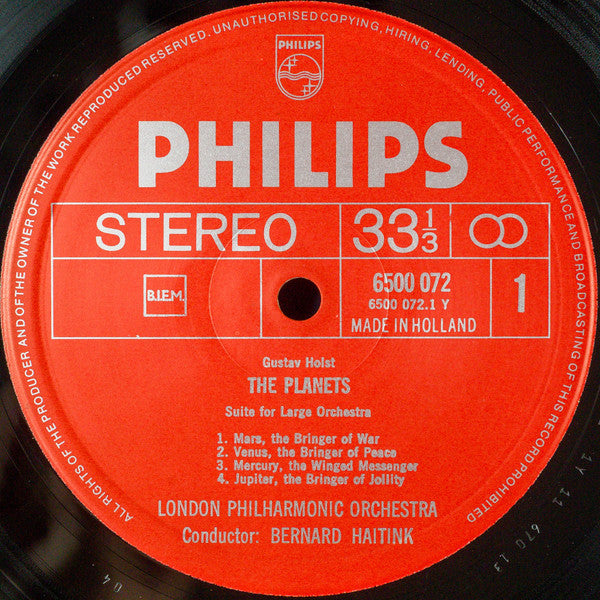 ALL RIGHTS OF THE PRODUCER AND OF THE OWNER OF THE WORK REPRODUCED RESERVED. UNAUTHORISED COPYING, HIRING, LENDING, PUBLIC PERFORMANCE AND BROADCASTING OF THIS RECORD PROHIBITED
PHILIPS
PHILIPS
STEREO 33⅓
B.I.E.M. 6500 072 1
6500 072.1 Y
MADE IN HOLLAND
Gustav Holst
THE PLANETS
Suite for Large Orchestra
1. Mars, the Bringer of War
2. Venus, the Bringer of Peace
3. Mercury, the Winged Messenger
4. Jupiter, the Bringer of Jollity
LONDON PHILHARMONIC ORCHESTRA
Conductor: BERNARD HAITINK